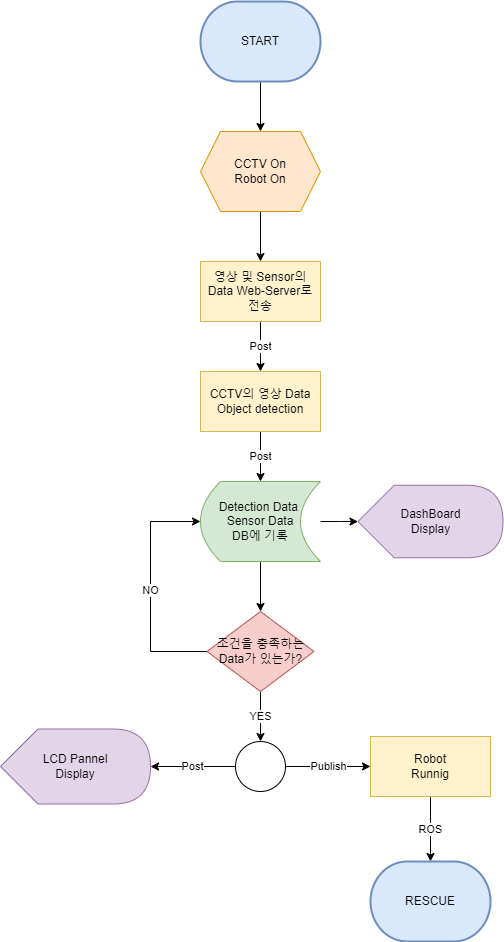 START
CCTV On
Robot On
영상 및 Sensor의
Data Web-Server로
전송
Post
CCTV의 영상 Data
Object detection
Post
Detection Data
Sensor Data
DB에 기록
DashBoard
Display
NO
조건을 충족하는
Data가 있는가?
YES
LCD Pannel
Display
Post
Publish
Robot
Runnig
ROS
RESCUE